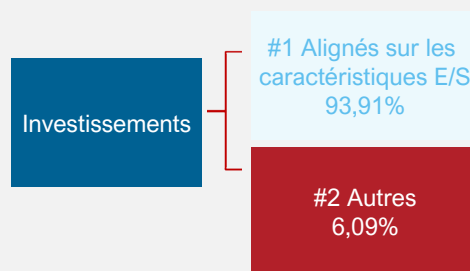 Investissements
#1 Alignés sur les
caractéristiques E/S
93,91%
#2 Autres
6,09%